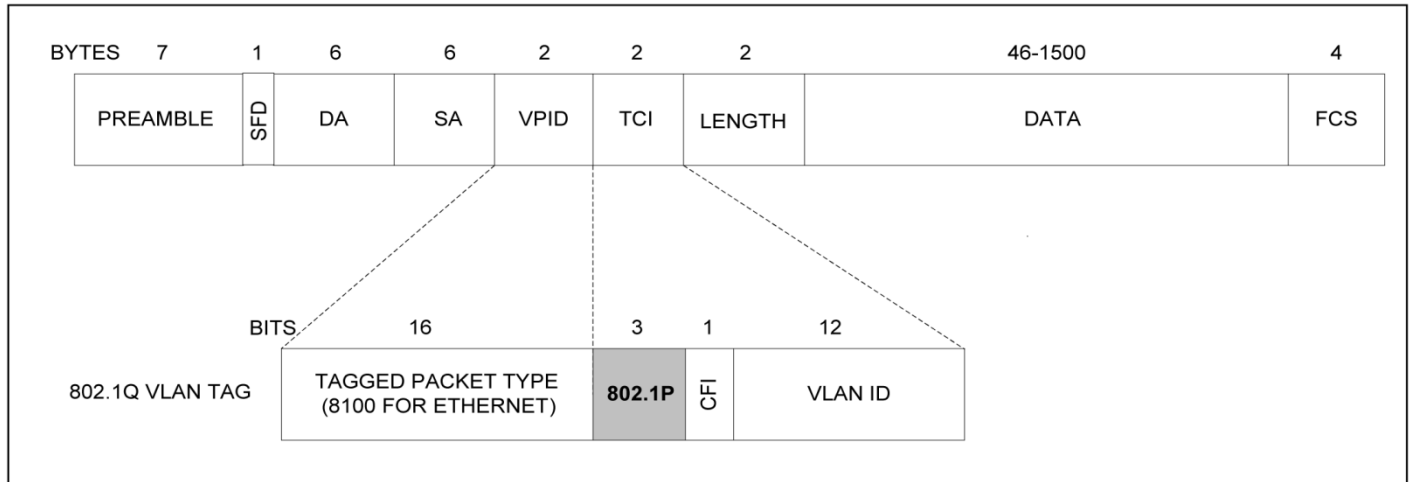 BYTES 7 1 6 6 2 2 2 46-1500 4
PREAMBLE SFD DA SA VPID TCI LENGTH DATA FCS
BITS 16 3 1 12
802.1Q VLAN TAG TAGGED PACKET TYPE (8100 FOR ETHERNET) 802.1P CFI VLAN ID